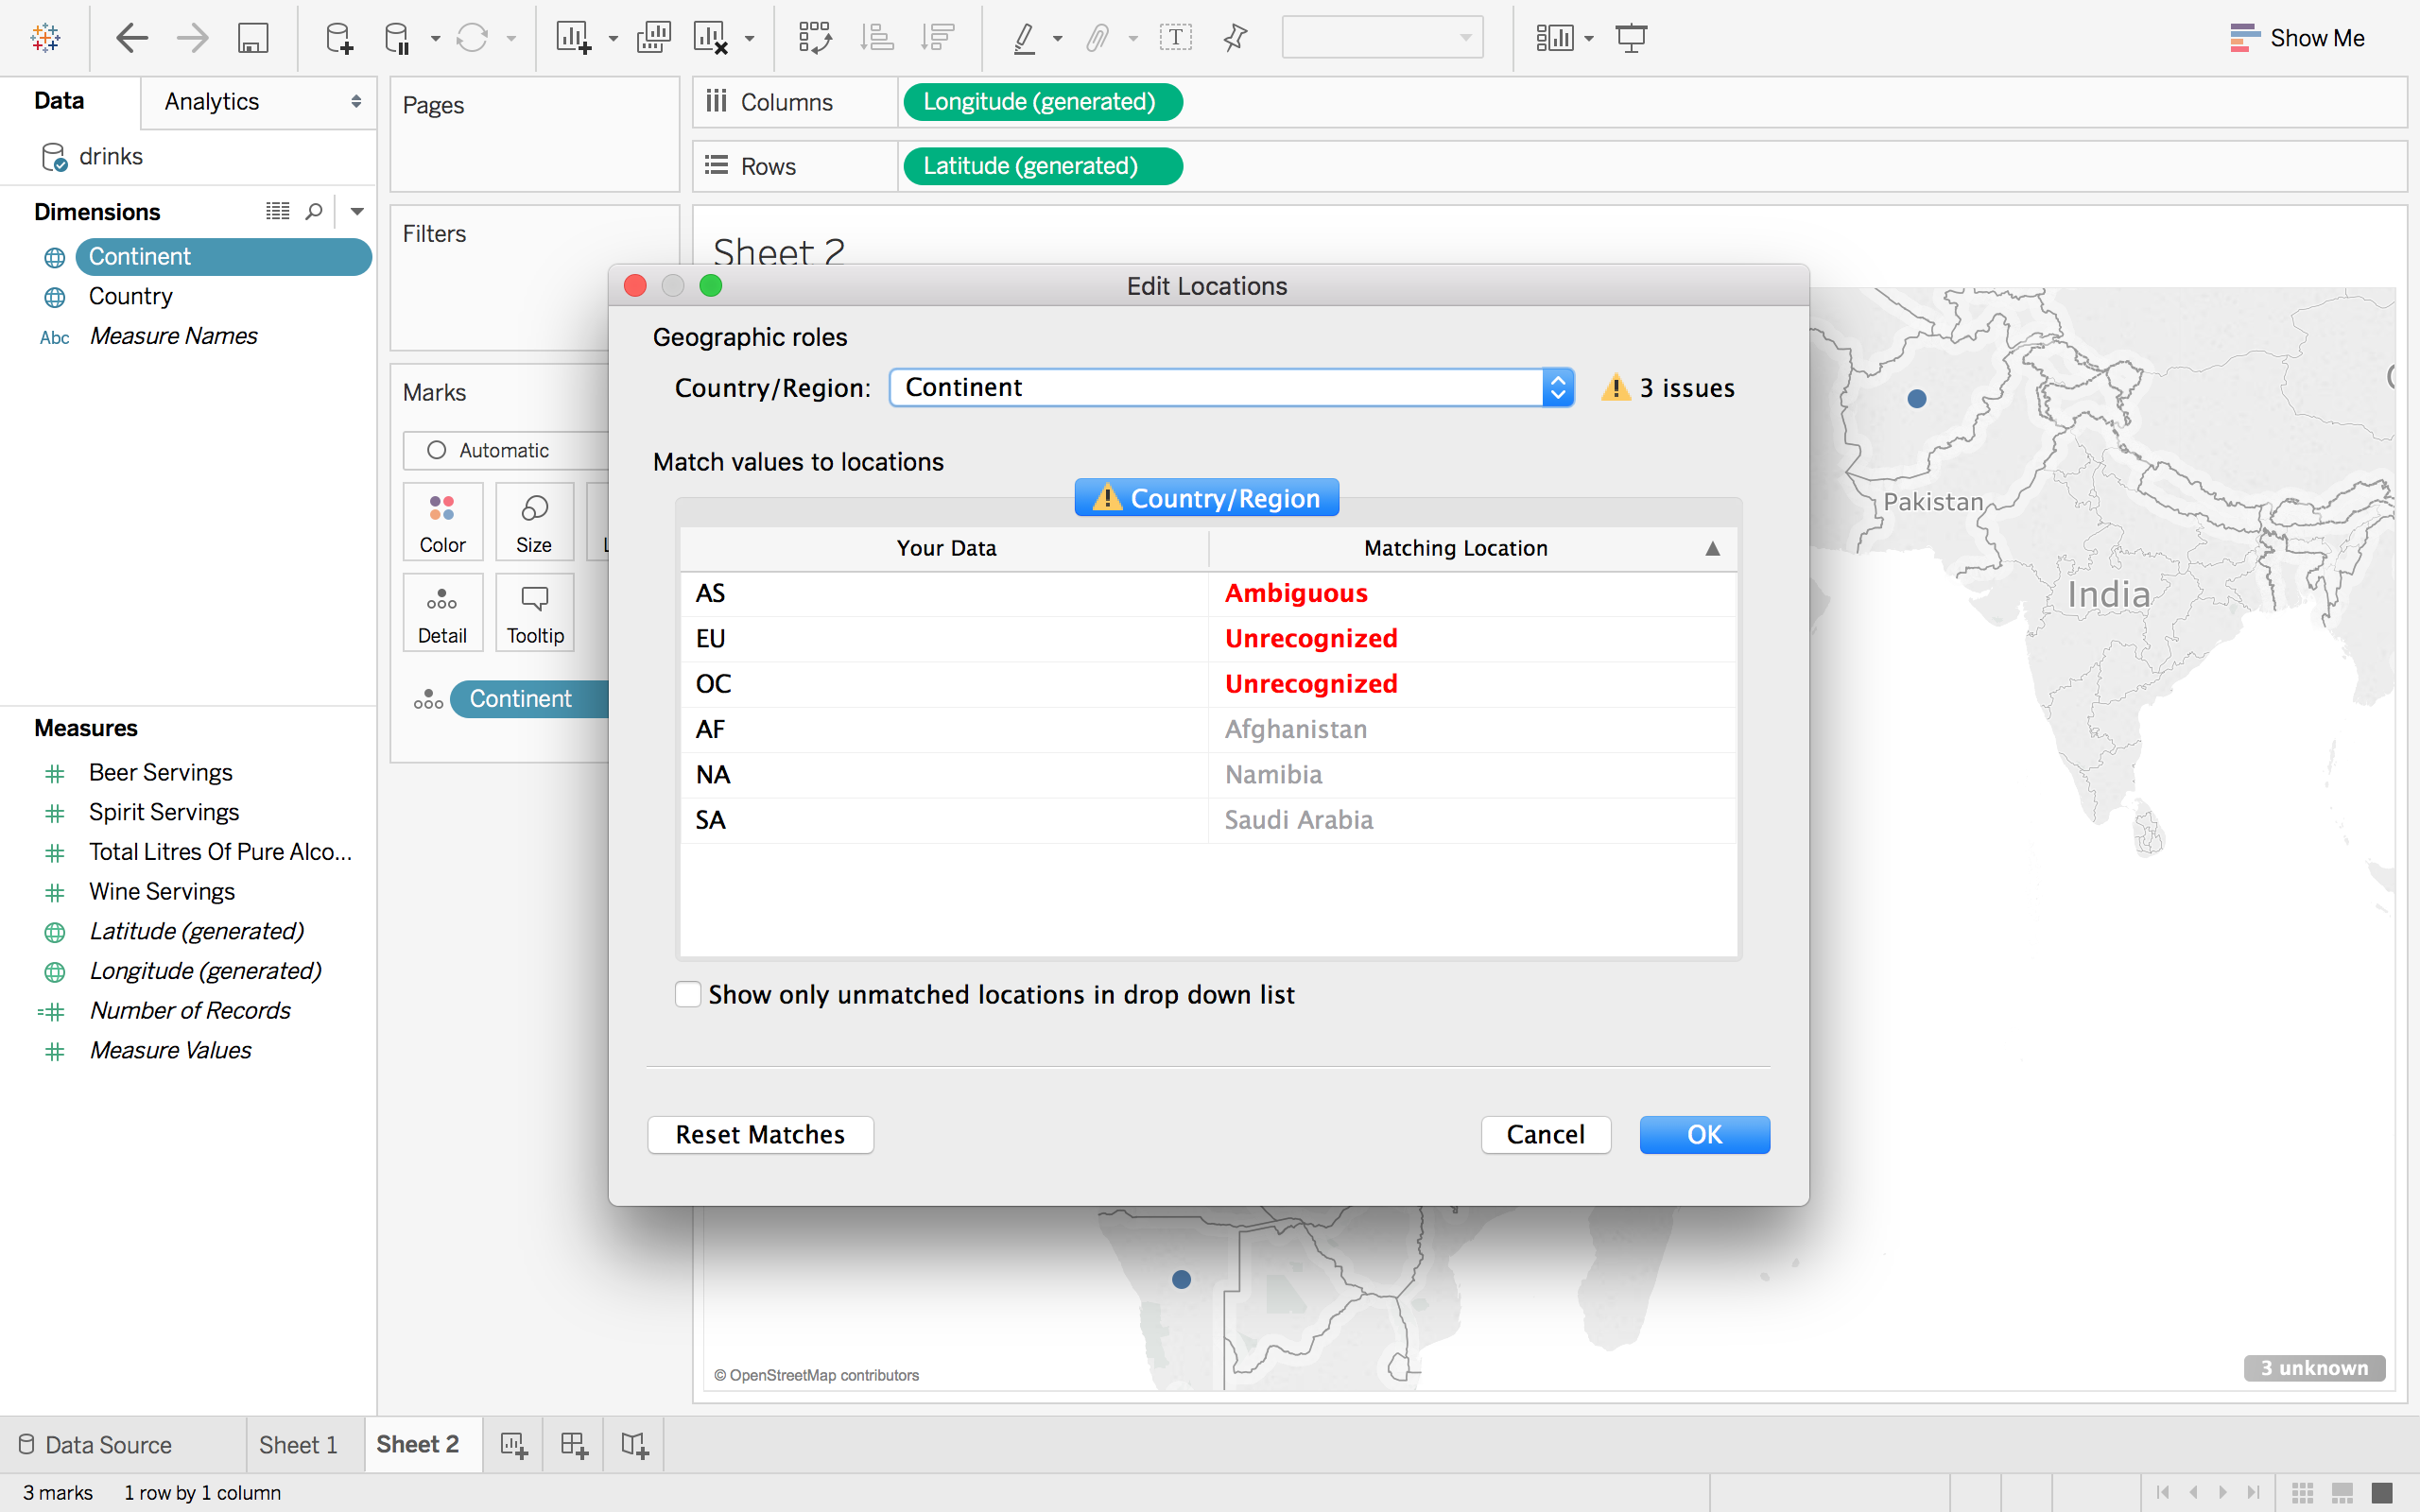 Show Me
Data
Analytics
drinks
Dimensions
Continent
Country
Abc Measure Names
Measures
Beer Servings
Spirit Servings
Total Litres Of Pure Alco...
Wine Servings
Latitude (generated)
Longitude (generated)
Number of Records
Measure Values
Pages
Filters
Marks
Automatic
Color
Size
Detail
Tooltip
Continent
Columns
Longitude (generated)
Rows
Latitude (generated)
Sheet 2
Edit Locations
Geographic roles
Country/Region: Continent 3 issues
Match values to locations
Country/Region
Your Data Matching Location
AS Ambiguous
EU Unrecognized
OC Unrecognized
AF Afghanistan
NA Namibia
SA Saudi Arabia
Show only unmatched locations in drop down list
Reset Matches
Cancel
OK
Pakistan
India
© OpenStreetMap contributors
3 unknown
Data Source
Sheet 1
Sheet 2
3 marks 1 row by 1 column